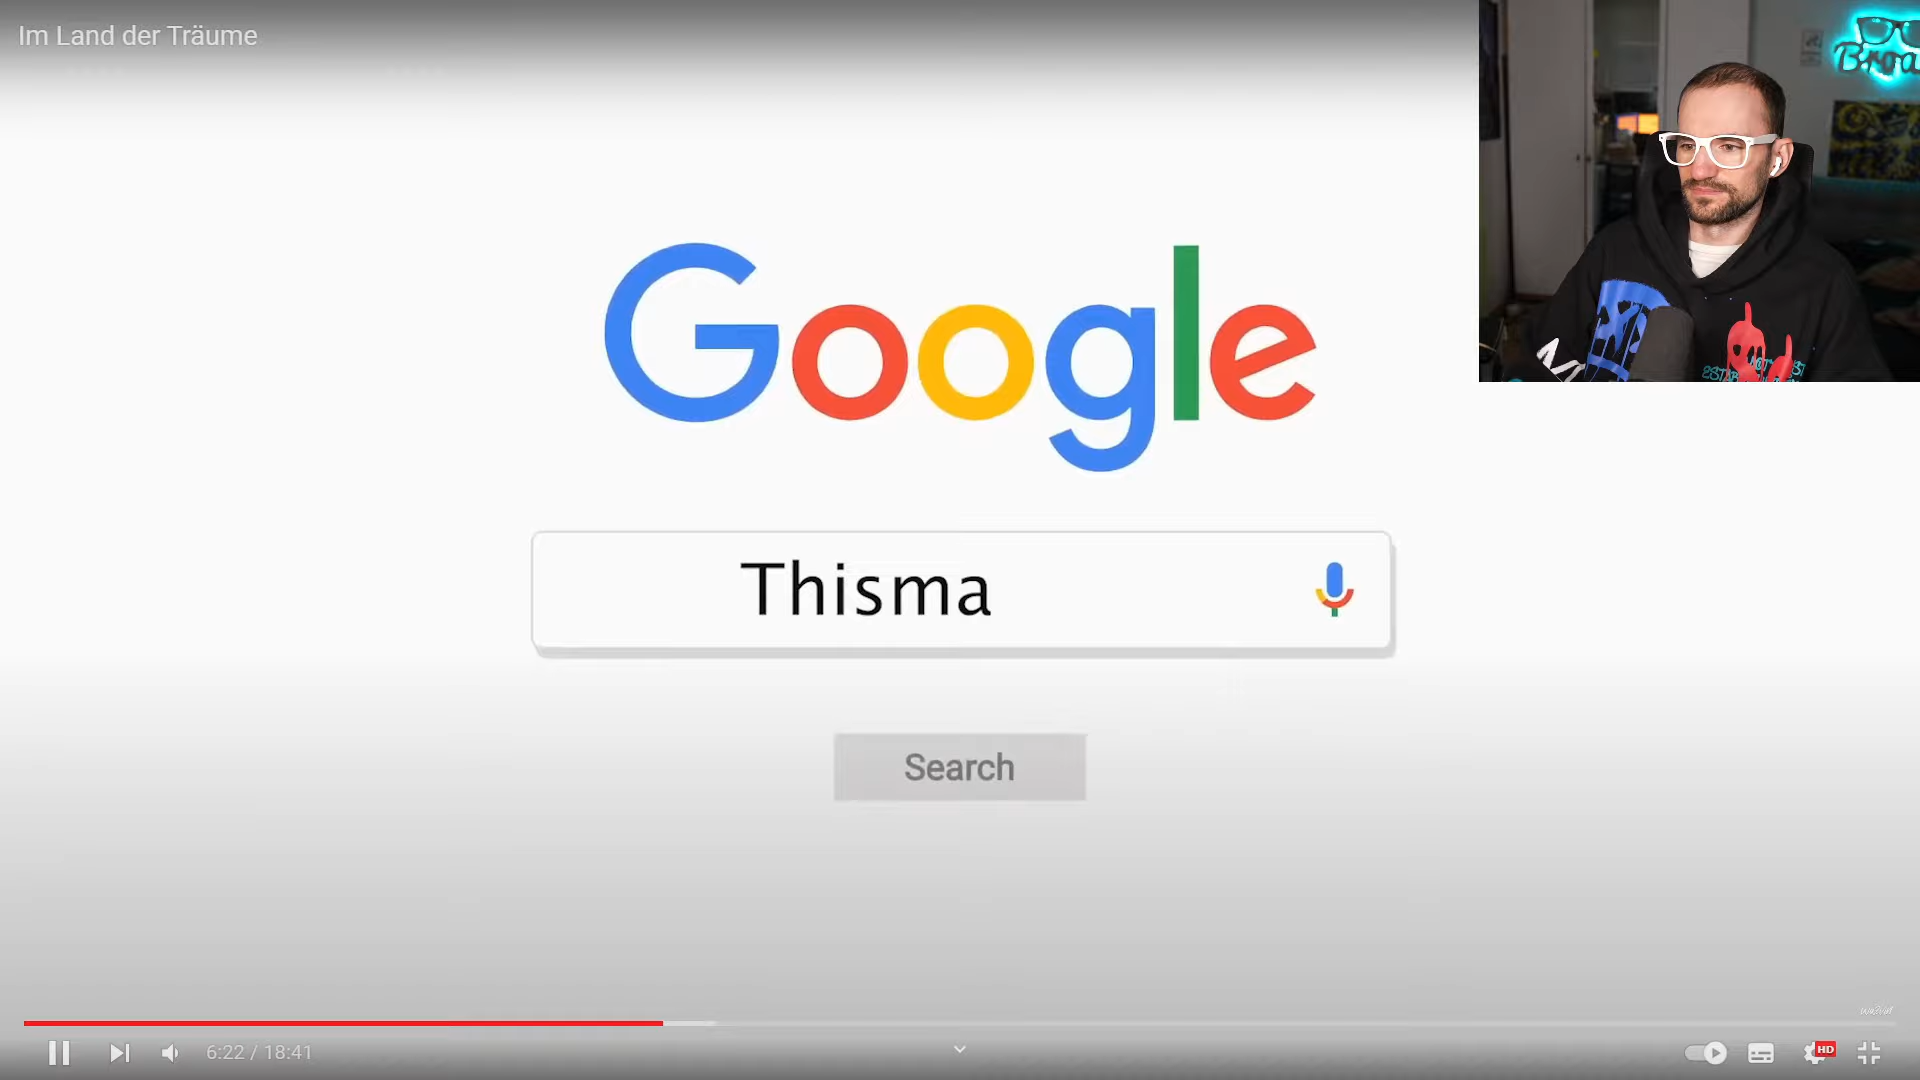 Im Land der Träume
Google
Thisma
Search
6:22 / 18:41
HD